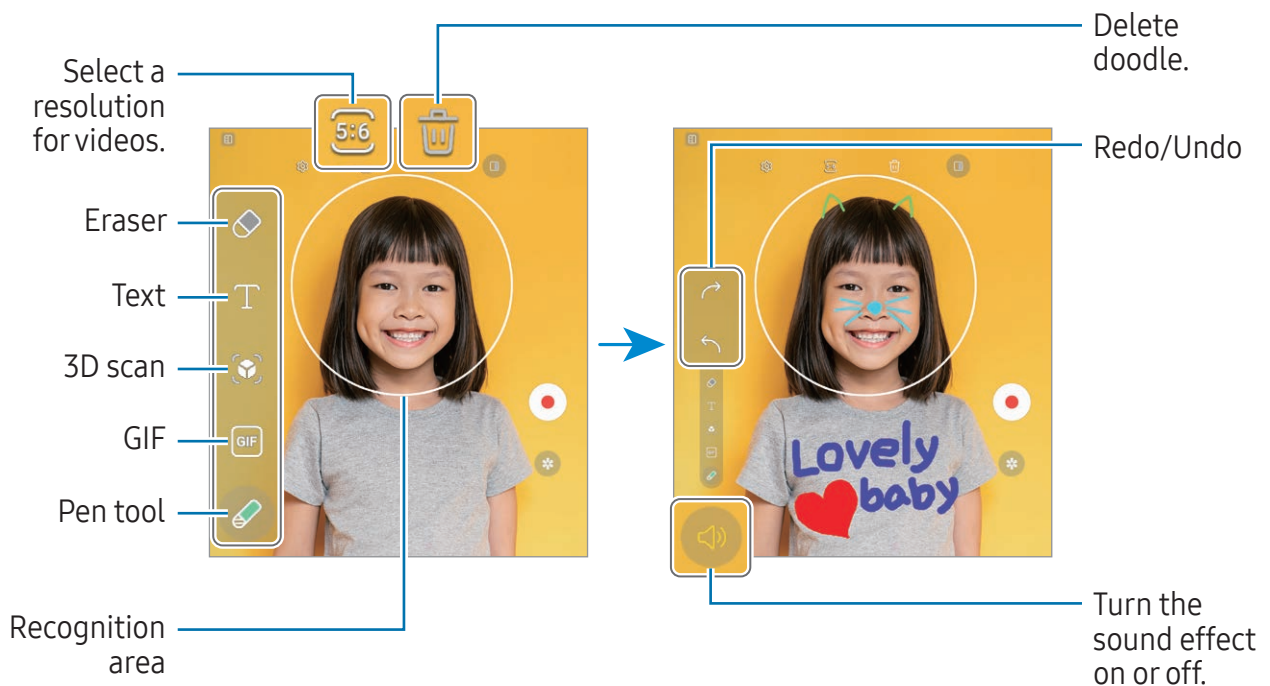 Select a
resolution
for videos.
5:6
Delete
doodle.
Redo/Undo
Eraser
Text
T
3D scan
GIF
GIF
Pen tool
Lovely
baby
Recognition
area
Turn the
sound effect
on or off.